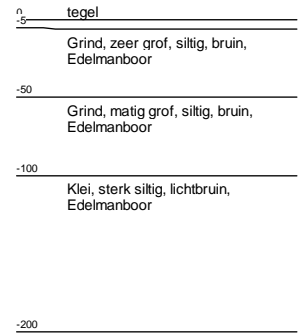 0 tegel
-5
Grind, zeer grof, siltig, bruin,
Edelmanboor
-50
Grind, matig grof, siltig, bruin,
Edelmanboor
-100
Klei, sterk siltig, lichtbruin,
Edelmanboor
-200